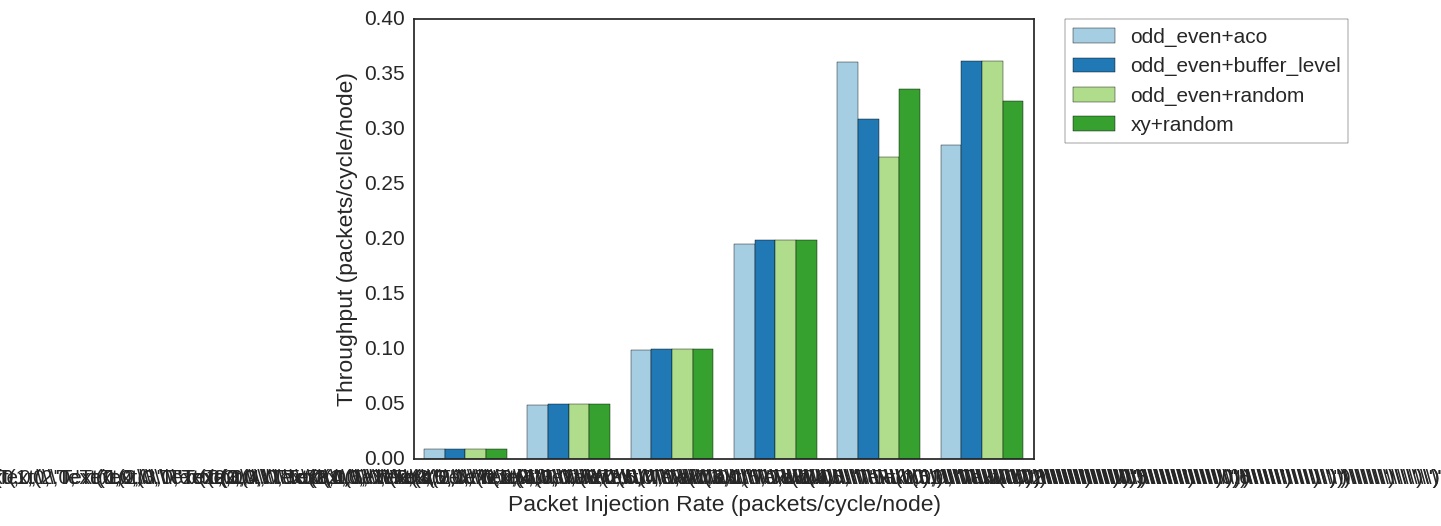 0.40
0.35
0.30
0.25
0.20
0.15
0.10
0.05
0.00
Throughput (packets/cycle/node)
Packet Injection Rate (packets/cycle/node)
odd_even+aco
odd_even+buffer_level
odd_even+random
xy+random